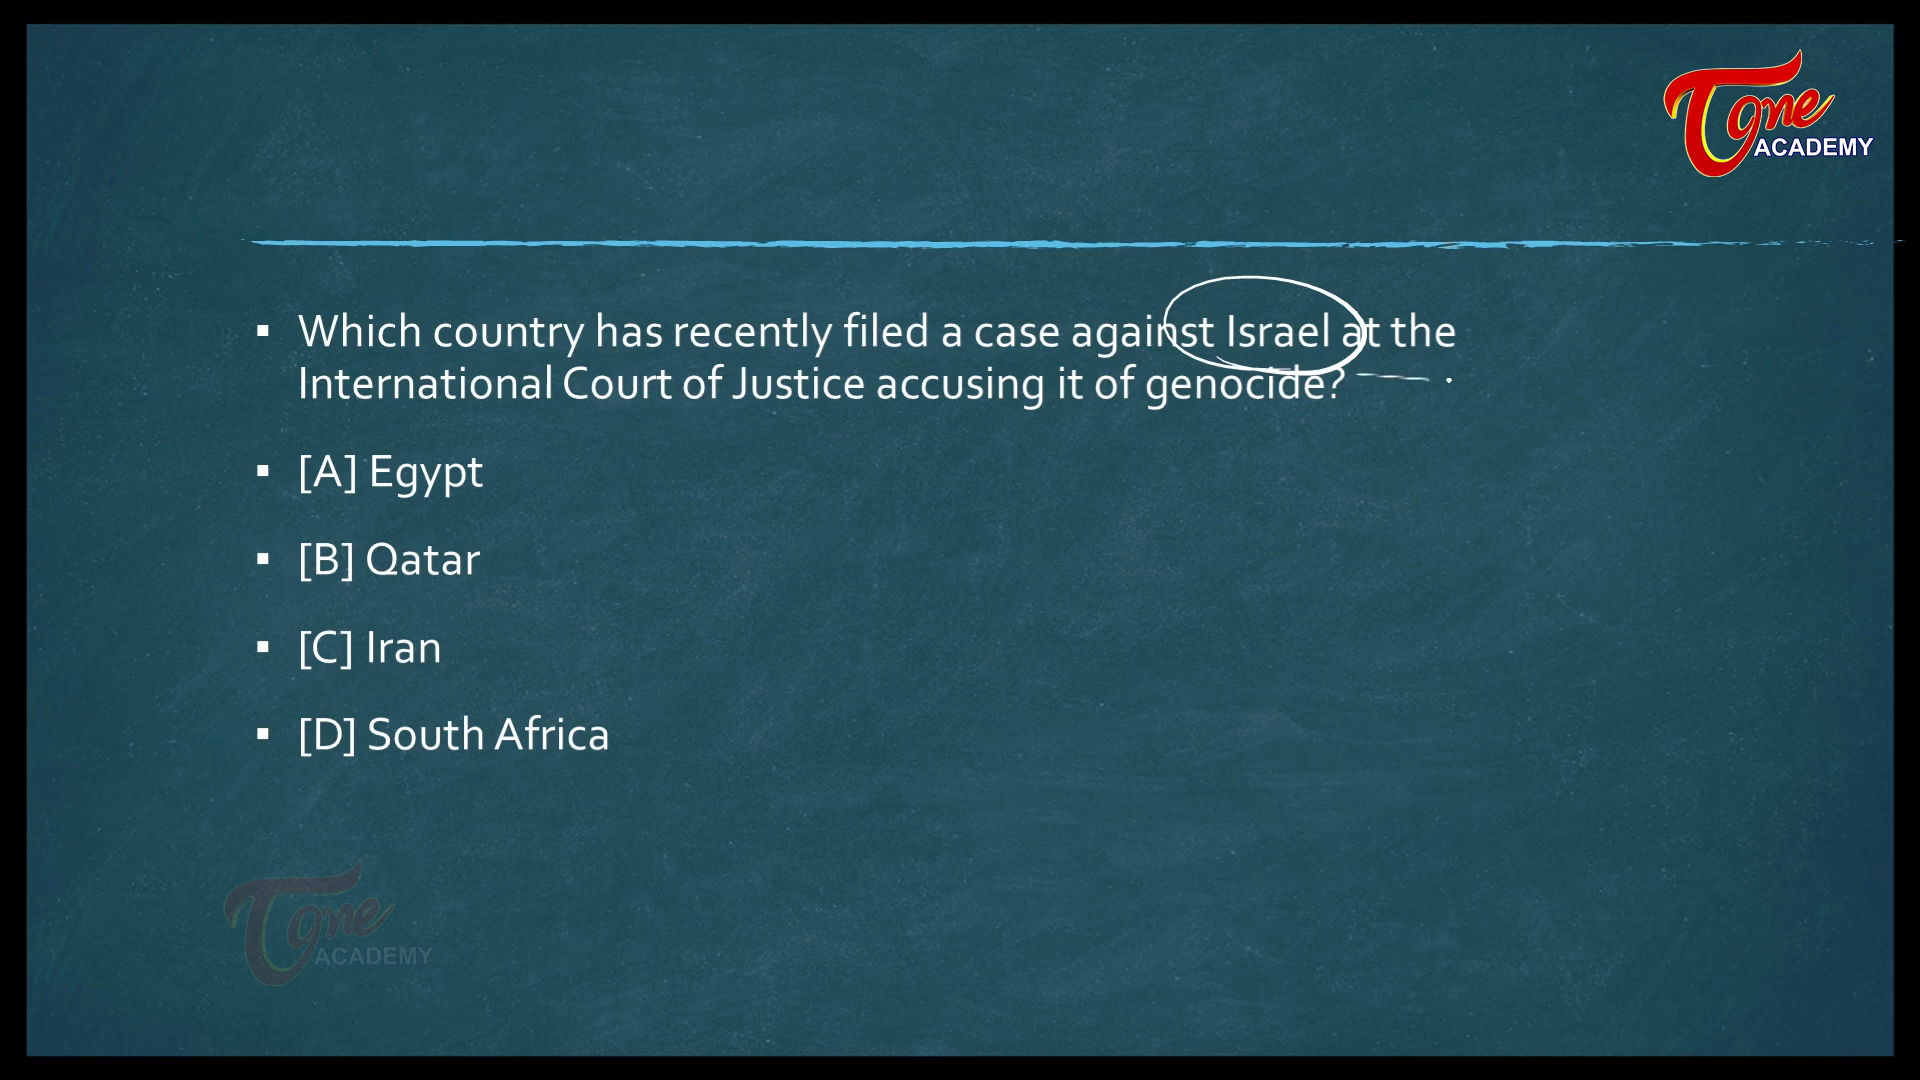 Tone
ACADEMY
▪ Which country has recently filed a case against Israel at the
International Court of Justice accusing it of genocide?
▪ [A] Egypt
▪ [B] Qatar
▪ [C] Iran
▪ [D] South Africa
Tone
ACADEMY